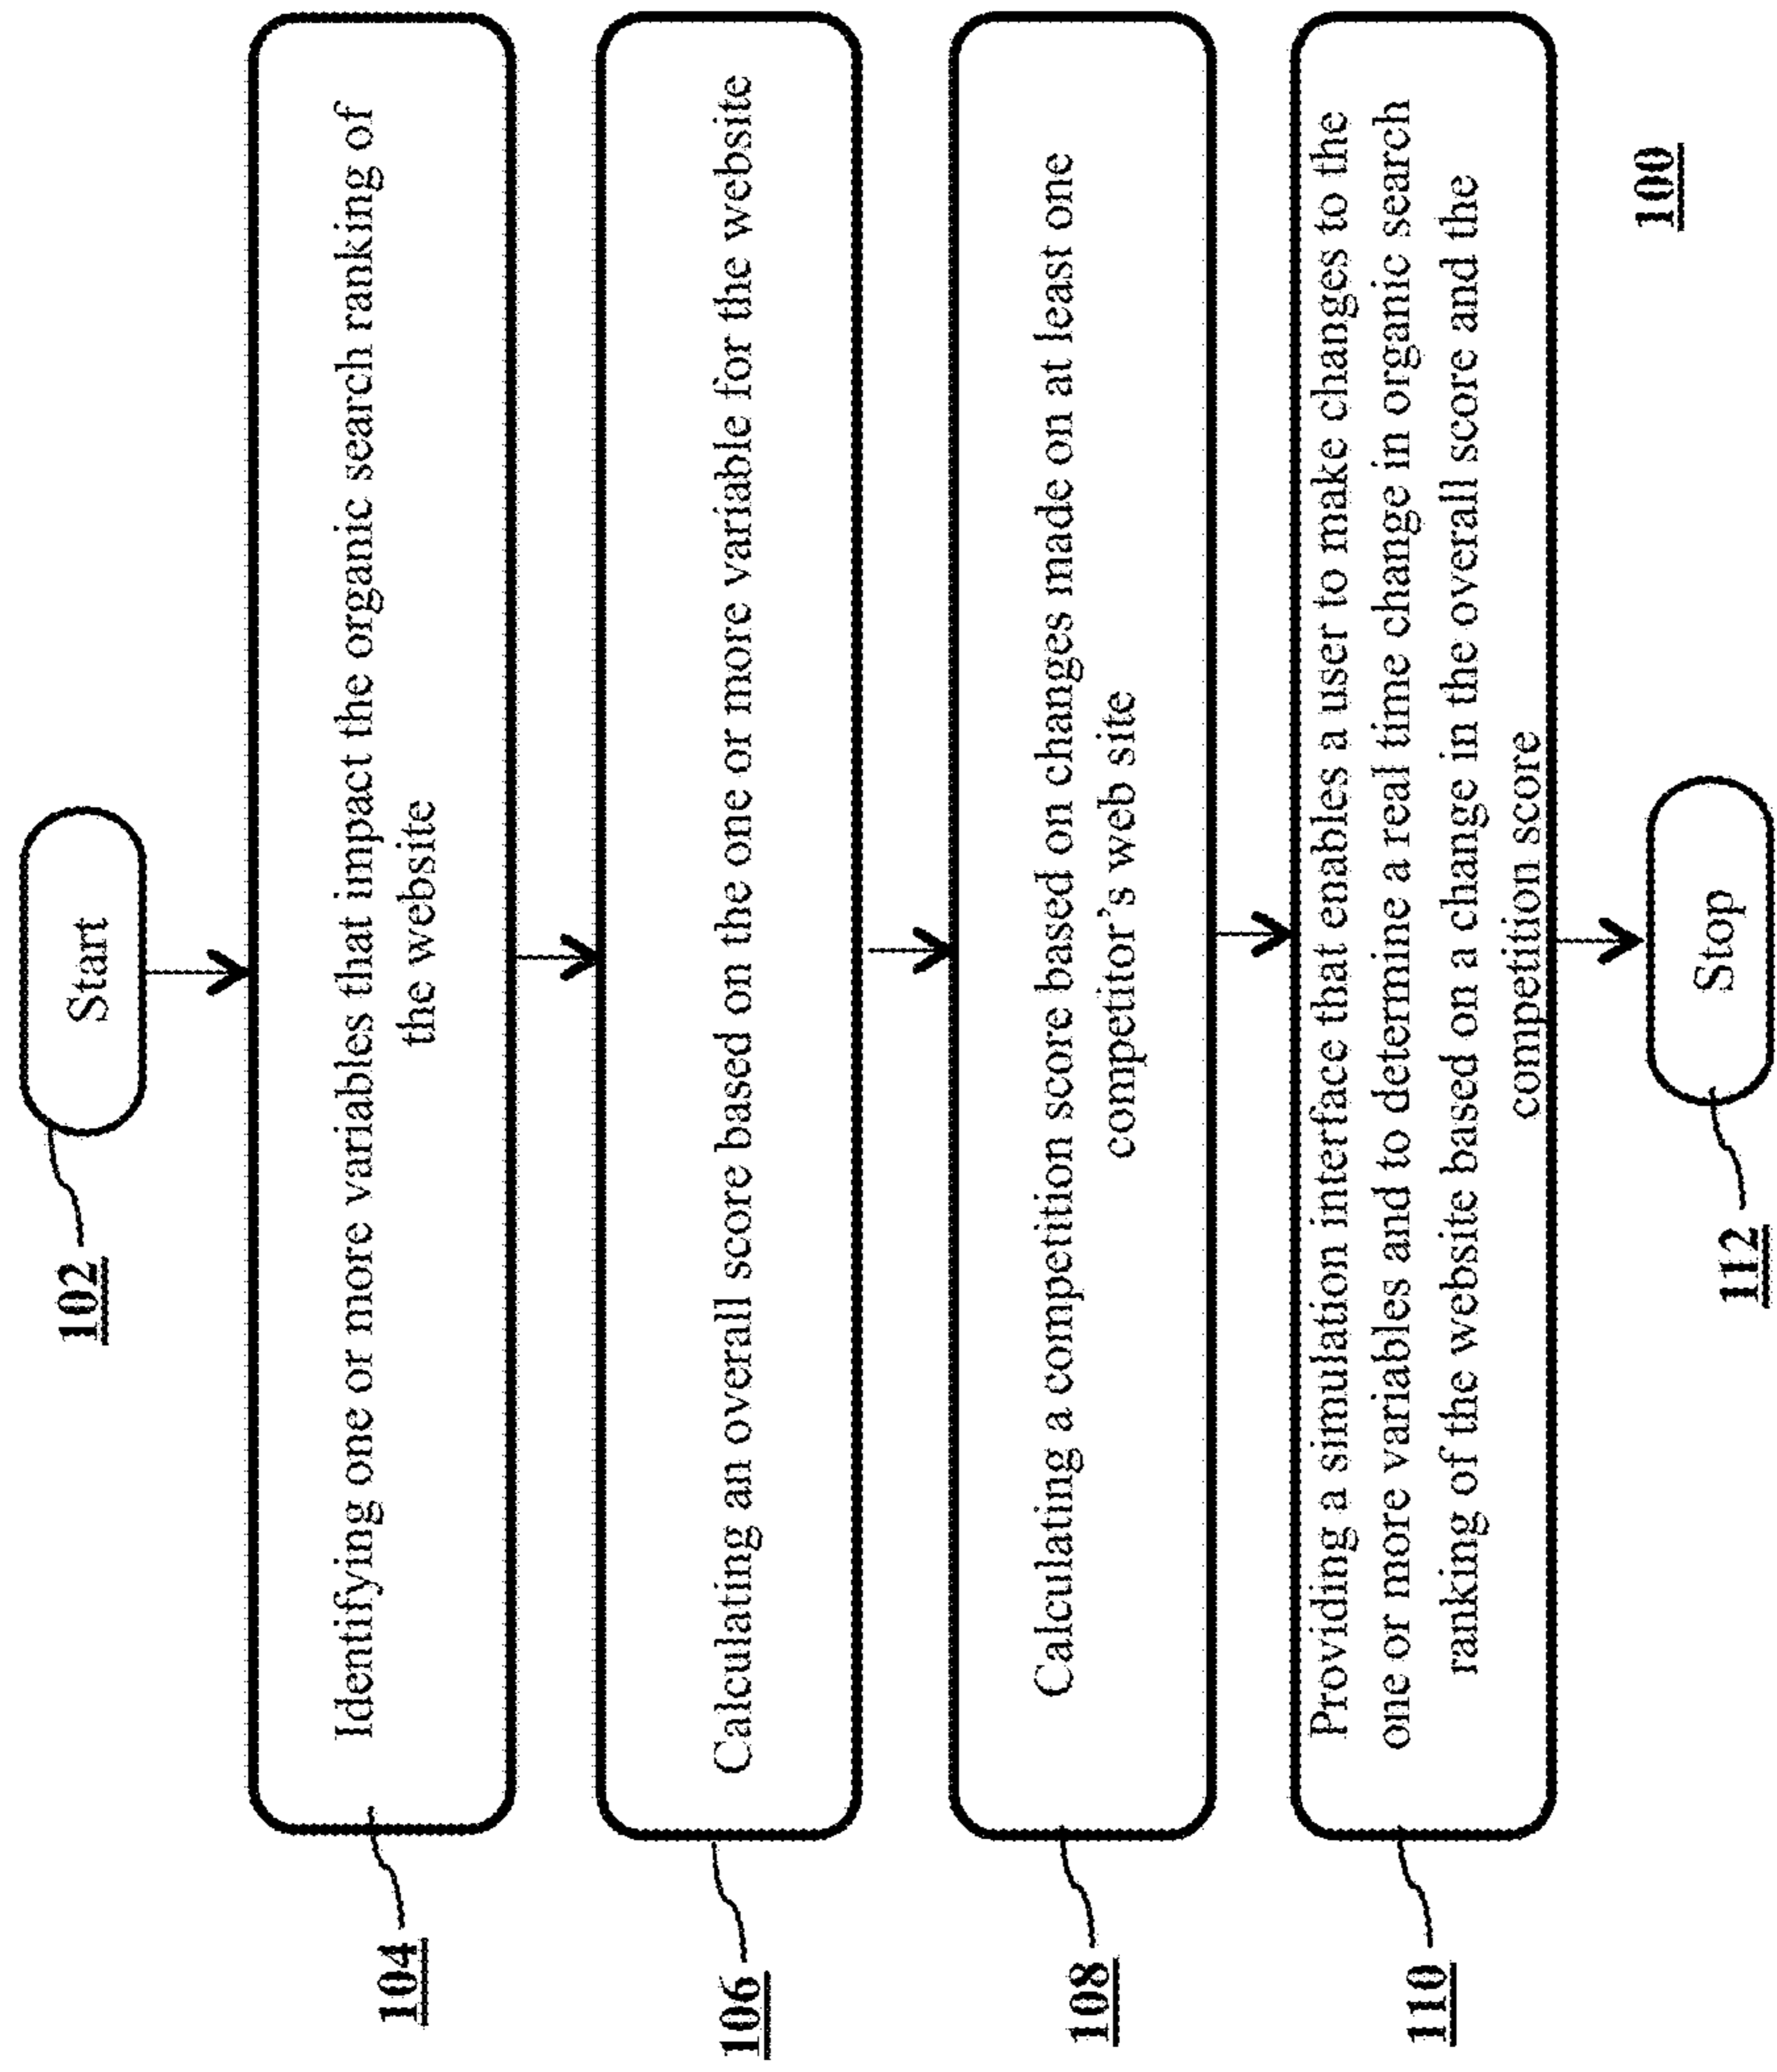 Start
102
Identifying one or more variables that impact the organic search ranking of
the website
104
Calculating an overall score based on the one or more variable for the website
106
Calculating a competition score based on changes made on at least one
competitor's web site
108
Providing a simulation interface that enables a user to make changes to the
one or more variables and to determine a real time change in organic search
ranking of the website based on a change in the overall score and the
competition score
110
Stop
112
100